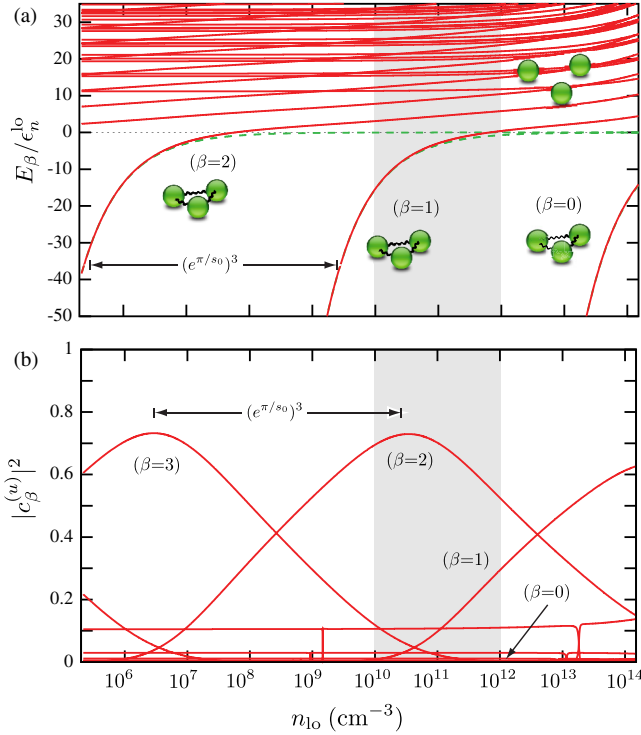 (a)
30
20
10
0
-10
-20
-30
-40
-50
E_β/ϵ_n^lo
(β=2)
(β=1)
(β=0)
(e^{π/s_0})^3
(b)
1
0.8
0.6
0.4
0.2
0
|c_β^{(u)}|^2
(e^{π/s_0})^3
(β=3)
(β=2)
(β=1)
(β=0)
10^6 10^7 10^8 10^9 10^10 10^11 10^12 10^13 10^14
n_lo (cm^{-3})